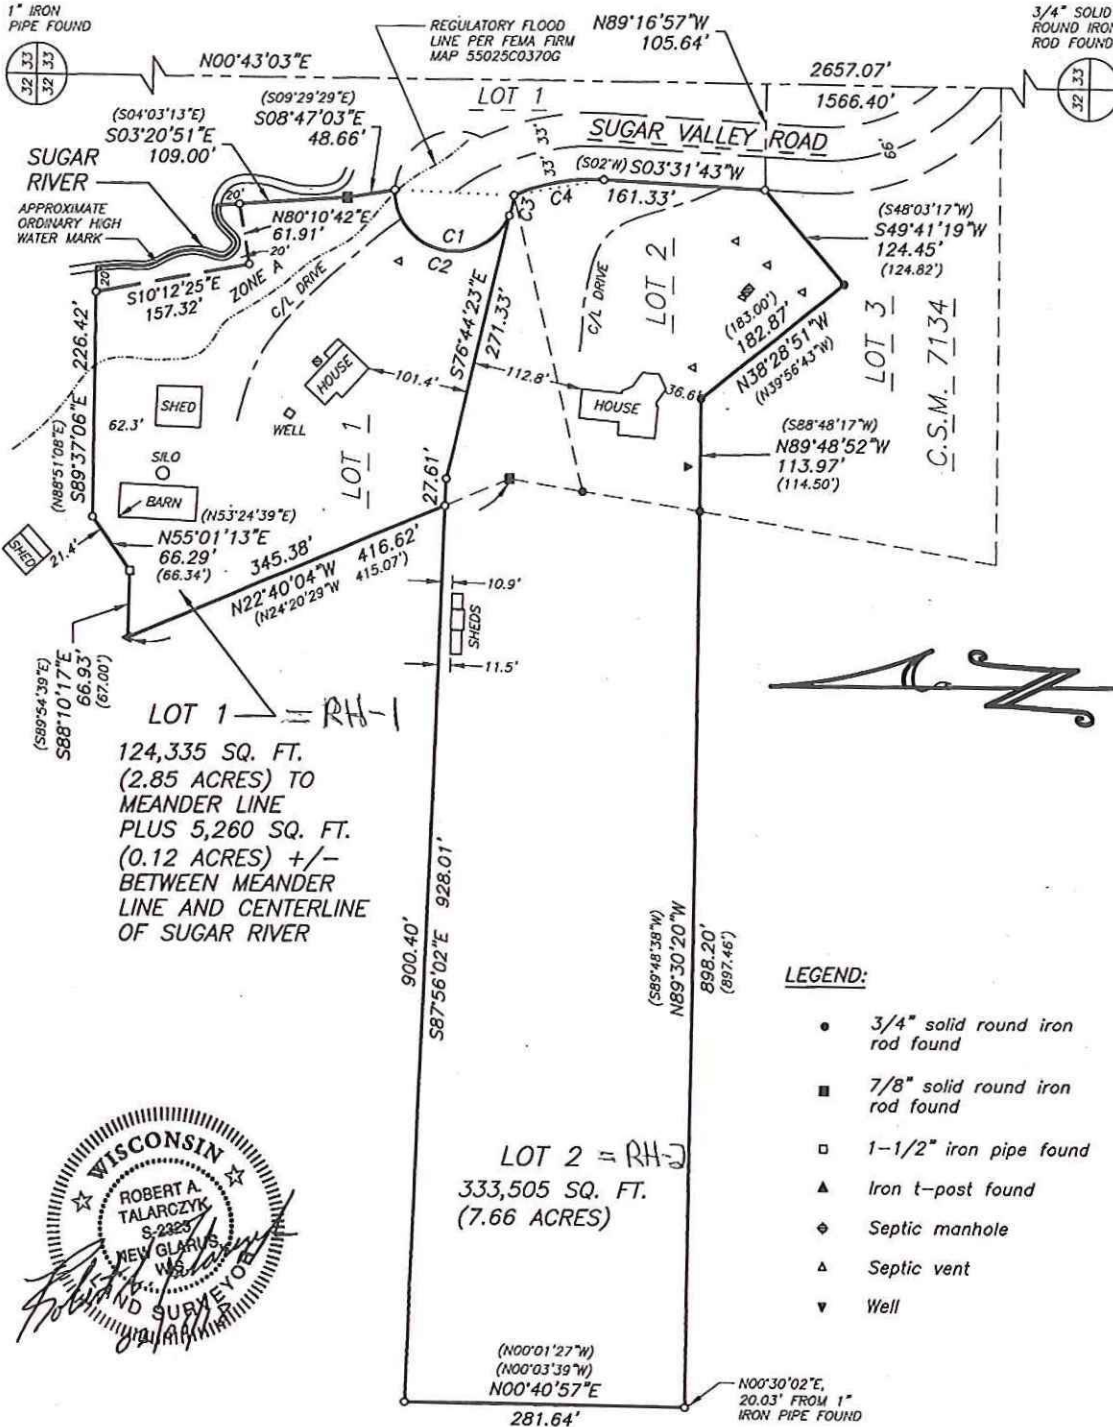 1" IRON
PIPE FOUND
33 33
32 32
N00°43'03"E
REGULATORY FLOOD
LINE PER FEMA FIRM
MAP 55025C0370G
N89°16'57"W
105.64'
3/4" SOLID
ROUND IRON
ROD FOUND
33
32
2657.07'
1566.40'
LOT 1
(S04°03'13"E)
S03°20'51"E
109.00'
(S09°29'29"E)
S08°47'03"E
48.66'
33'
33'
SUGAR VALLEY ROAD
66'
(S02°W) S03°31'43"W
161.33'
SUGAR
RIVER
APPROXIMATE
ORDINARY HIGH
WATER MARK
20'
N80°10'42"E
61.91'
20'
20'
S10°12'25"E
157.32'
ZONE A
C/L DRIVE
C1
C2
C3
C4
S76°44'23"E
271.33'
C/L DRIVE
LOT 2
(S48°03'17"W)
S49°41'19"W
124.45'
(124.82')
(183.00')
182.87'
N38°28'51"W
(N39°56'43"W)
LOT 3
C.S.M. 7134
226.42'
S89°37'06"E
(N88°51'08"E)
SHED
62.3'
HOUSE
101.4'
112.8'
HOUSE
36.6'
WELL
LOT 1
SILO
BARN
27.61'
(S88°48'17"W)
N89°48'52"W
113.97'
(114.50')
SHED
21.4'
(N53°24'39"E)
N55°01'13"E
66.29'
(66.34')
345.38'
416.62'
N22°40'04"W
(N24°20'29"W
415.07')
10.9'
SHEDS
11.5'
(S89°54'39"E)
S88°10'17"E
66.93'
(67.00')
LOT 1 = RH-1
124,335 SQ. FT.
(2.85 ACRES) TO
MEANDER LINE
PLUS 5,260 SQ. FT.
(0.12 ACRES) +/-
BETWEEN MEANDER
LINE AND CENTERLINE
OF SUGAR RIVER
900.40'
S87°56'02"E 928.01'
(S89°48'38"W)
N89°30'20"W
898.20'
(897.46')
LEGEND:
3/4" solid round iron
rod found
7/8" solid round iron
rod found
1-1/2" iron pipe found
Iron t-post found
Septic manhole
Septic vent
Well
LOT 2 = RH-2
333,505 SQ. FT.
(7.66 ACRES)
WISCONSIN
ROBERT A.
TALARCZYK
S-2323
NEW GLARUS,
WIS.
LAND SURVEYOR
(N00°01'27"W)
(N00°03'39"W)
N00°40'57"E
281.64'
N00°30'02"E,
20.03' FROM 1"
IRON PIPE FOUND